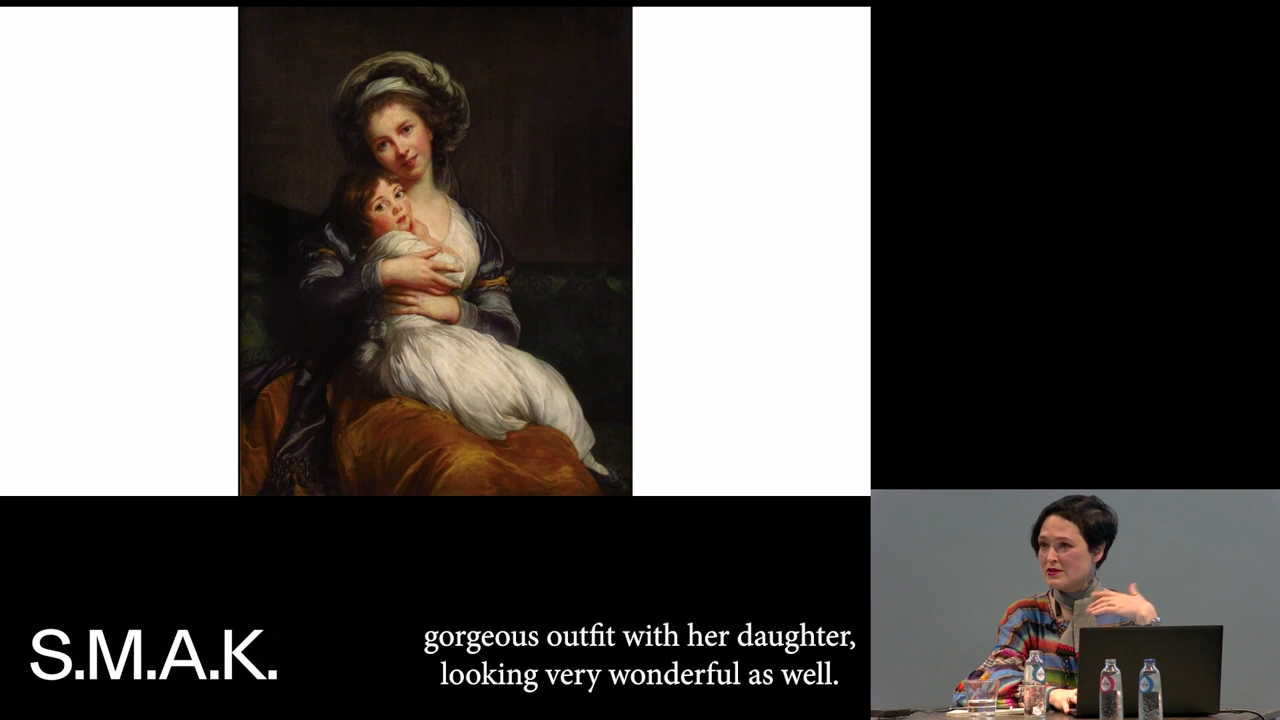 S.M.A.K.
gorgeous outfit with her daughter,
looking very wonderful as well.